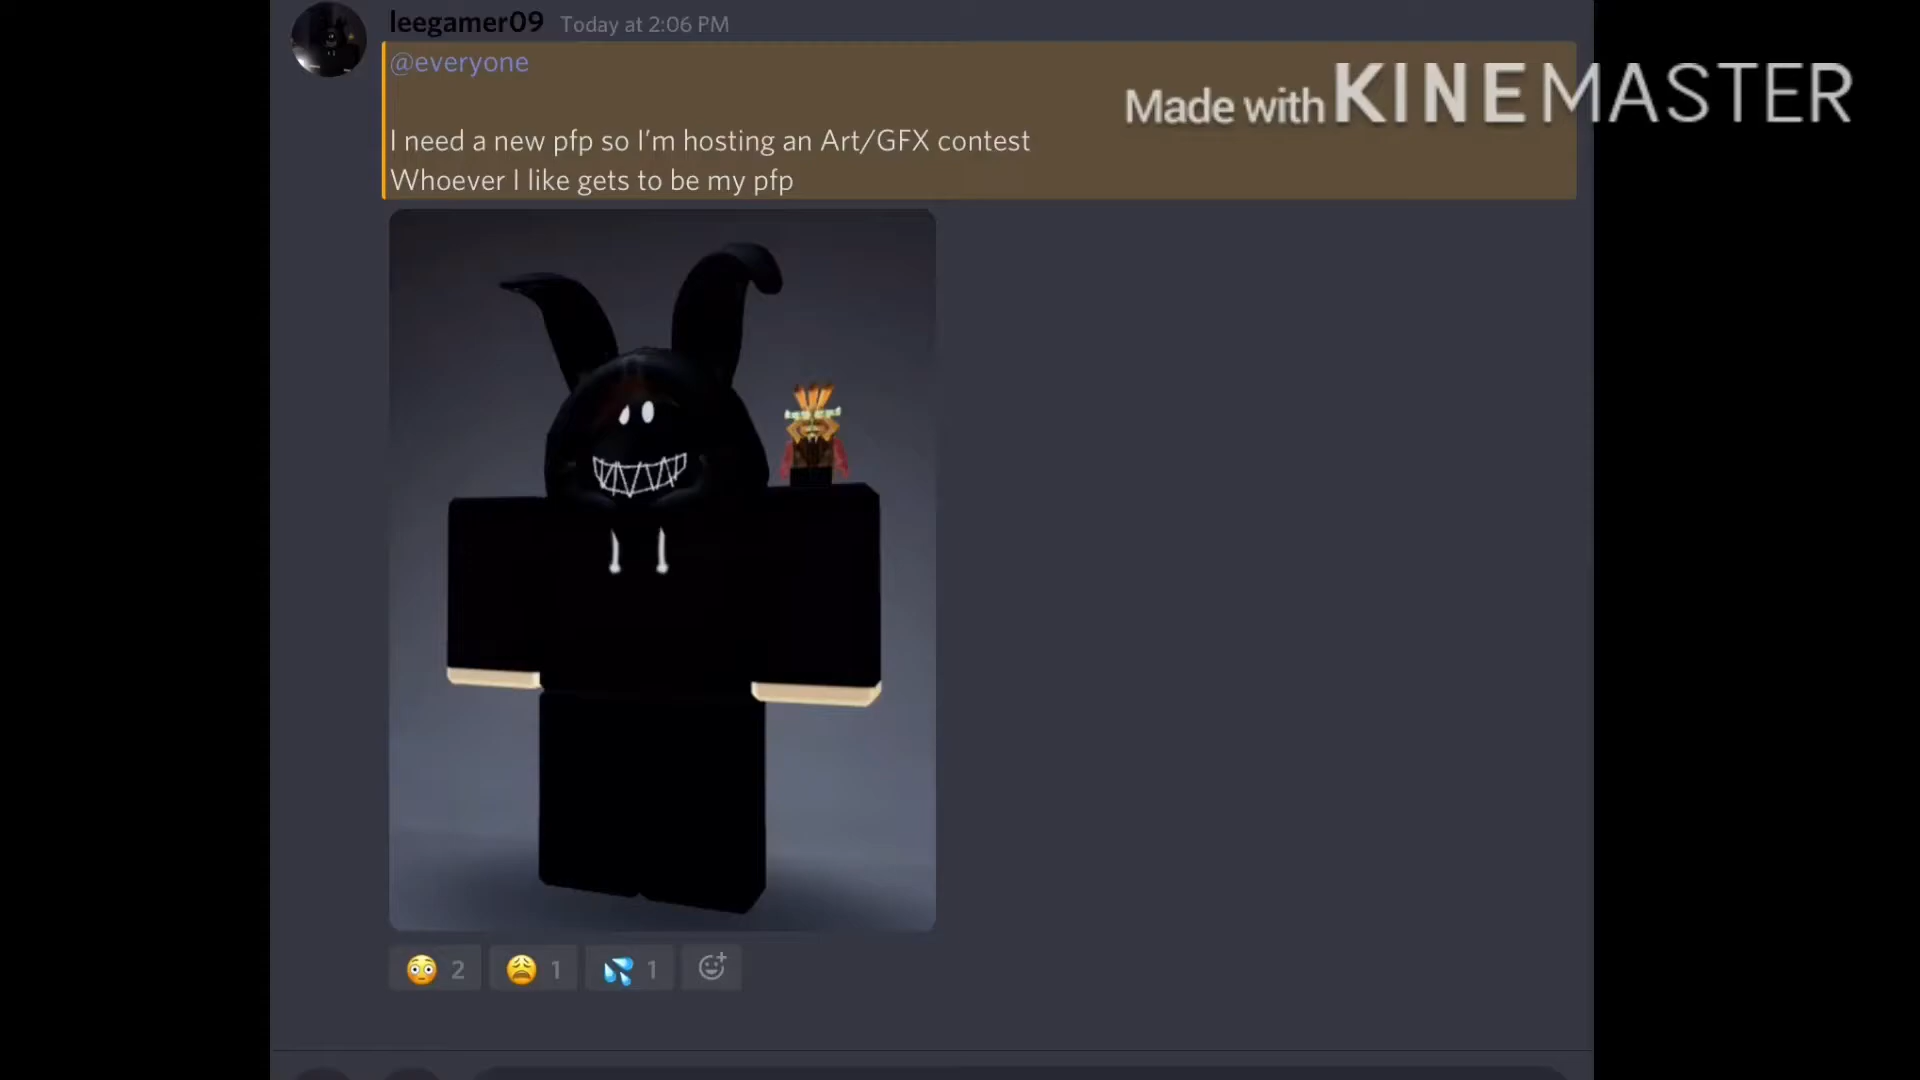 leegamer09 Today at 2:06 PM
@everyone
Made with KINEMASTER
I need a new pfp so I’m hosting an Art/GFX contest
Whoever I like gets to be my pfp
😳 2 😩 1 💦 1